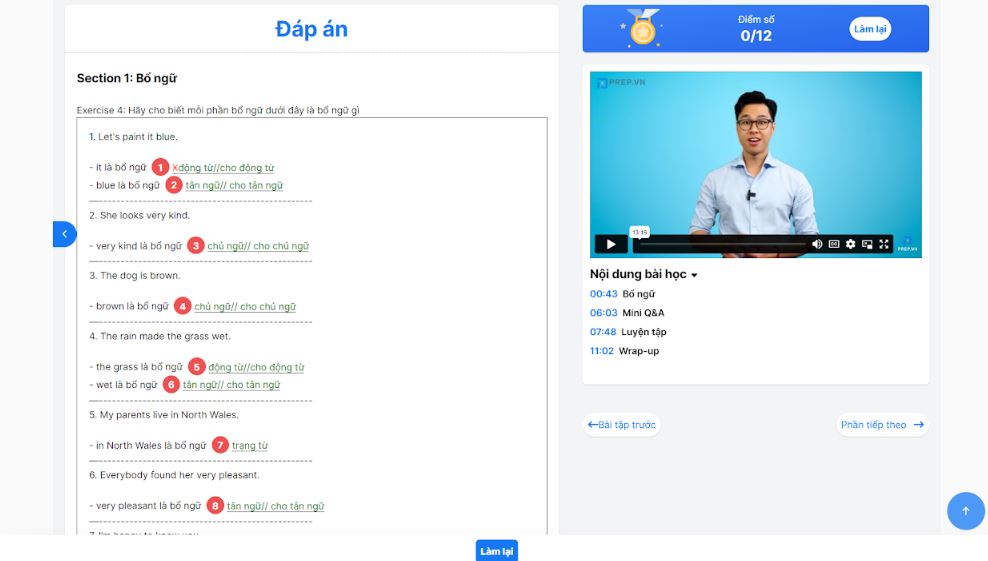 Đáp án
Section 1: Bổ ngữ
Exercise 4: Hãy cho biết mỗi phần bổ ngữ dưới đây là bổ ngữ gì
1. Let's paint it blue.
- it là bổ ngữ 1 Xđộng từ//cho động từ
- blue là bổ ngữ 2 tân ngữ// cho tân ngữ
2. She looks very kind.
- very kind là bổ ngữ 3 chủ ngữ// cho chủ ngữ
3. The dog is brown.
- brown là bổ ngữ 4 chủ ngữ// cho chủ ngữ
4. The rain made the grass wet.
- the grass là bổ ngữ 5 động từ//cho động từ
- wet là bổ ngữ 6 tân ngữ// cho tân ngữ
5. My parents live in North Wales.
- in North Wales là bổ ngữ 7 trạng từ
6. Everybody found her very pleasant.
- very pleasant là bổ ngữ 8 tân ngữ// cho tân ngữ
7. I'm happy to know you.
Làm lại
Điểm số
0/12
Làm lại
PREP.VN
13:16
PREP.VN
Nội dung bài học
00:43 Bổ ngữ
06:03 Mini Q&A
07:48 Luyện tập
11:02 Wrap-up
←Bài tập trước
Phần tiếp theo →